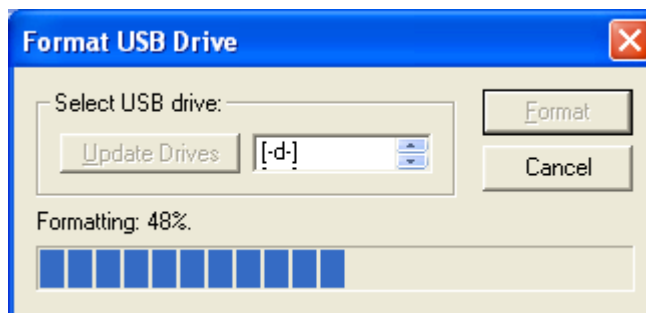 Format USB Drive
Select USB drive:
Format
Update Drives
[-d-]
Cancel
Formatting: 48%.